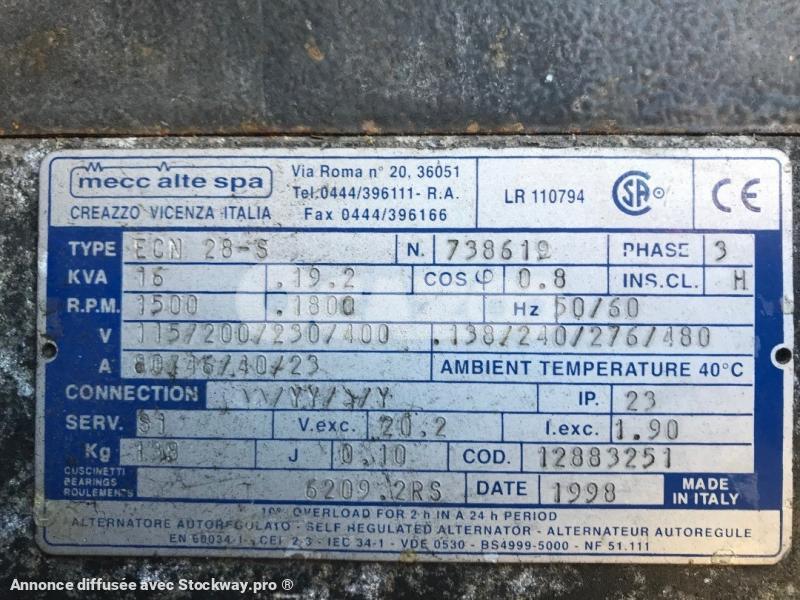 mecc alte spa
CREAZZO VICENZA ITALIA
Via Roma n° 20, 36051
Tel.0444/396111- R.A.
Fax 0444/396166
LR 110794
CE
TYPE ECN 28-S N. 738612 PHASE 3
KVA 16 .19.2 COS φ 0.8 INS.CL. H
R.P.M. 1500 .1800 Hz 50/60
V 115/200/230/400 .138/240/276/480
A 80/46/40/23 AMBIENT TEMPERATURE 40°C
CONNECTION IP. 23
SERV. S1 V.exc. 20.2 I.exc. 1.90
Kg J 0.10 COD. 12883251
CUSCINETTI
BEARINGS
ROULEMENTS
6209.2RS DATE 1998 MADE
IN ITALY
10% OVERLOAD FOR 2 h IN A 24 h PERIOD
ALTERNATORE AUTOREGOLATO - SELF REGULATED ALTERNATOR - ALTERNATEUR AUTOREGULE
EN 60034-1 - CEI 2-3 - IEC 34-1 - VDE 0530 - BS4999-5000 - NF 51.111
Annonce diffusée avec Stockway.pro ®